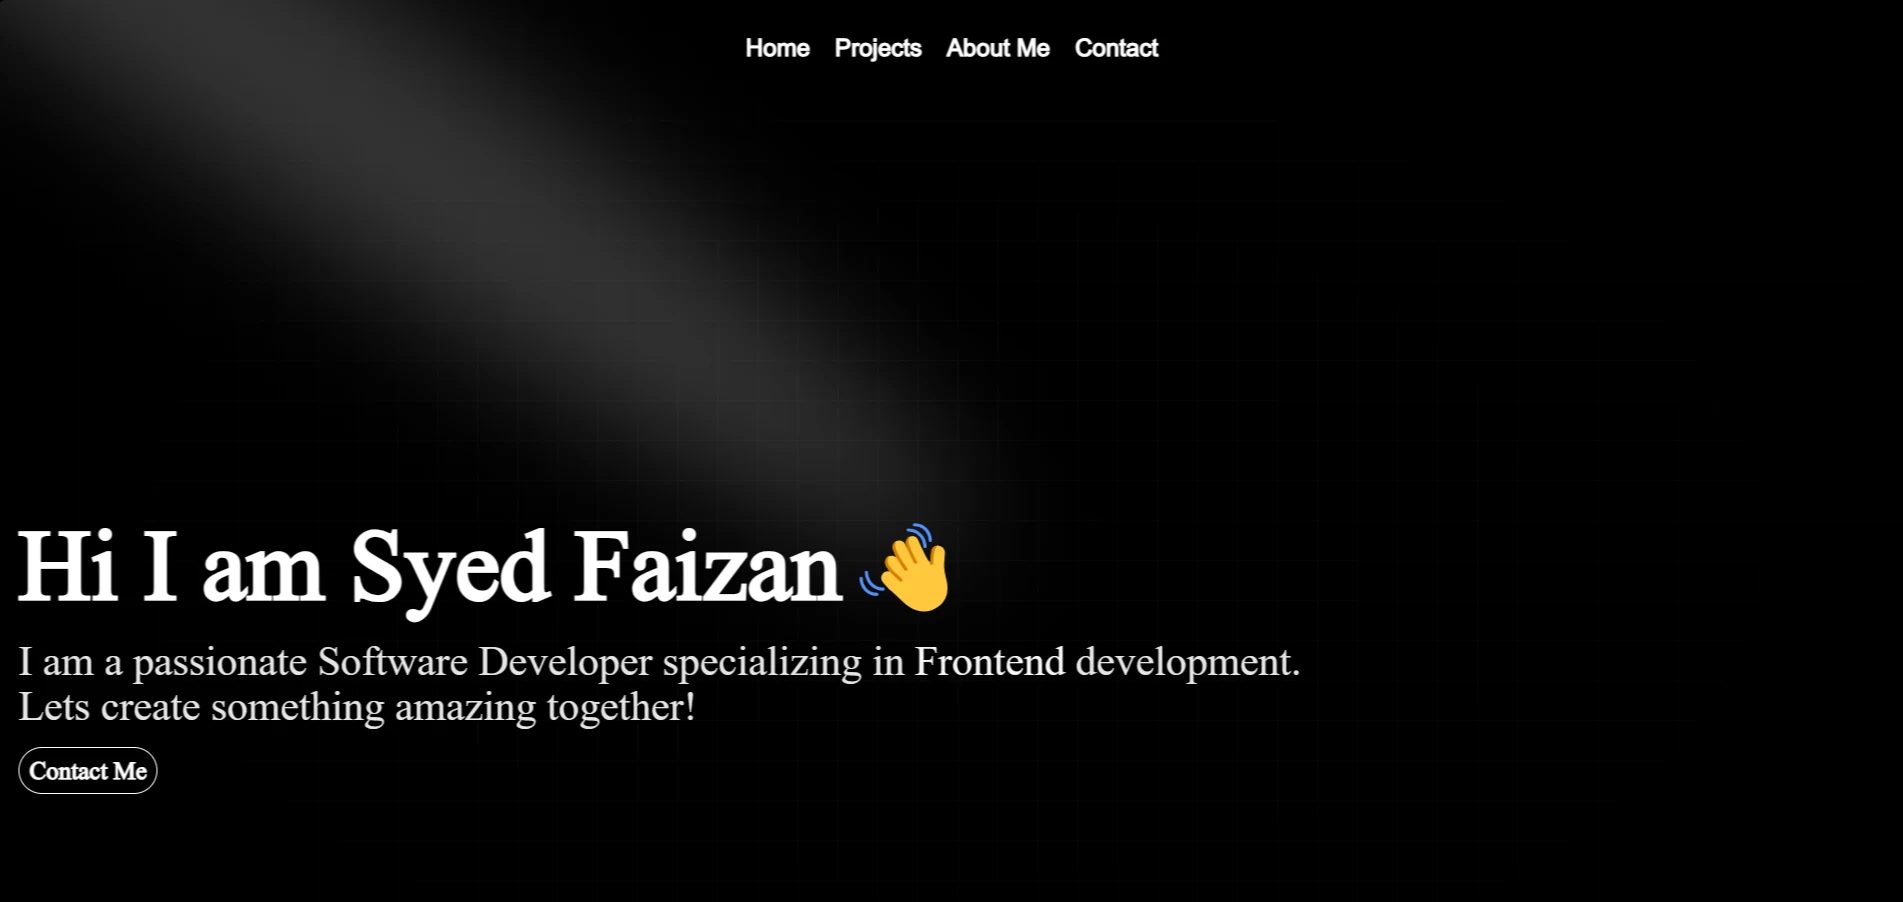 Home Projects About Me Contact
Hi I am Syed Faizan 👋
I am a passionate Software Developer specializing in Frontend development.
Lets create something amazing together!
Contact Me